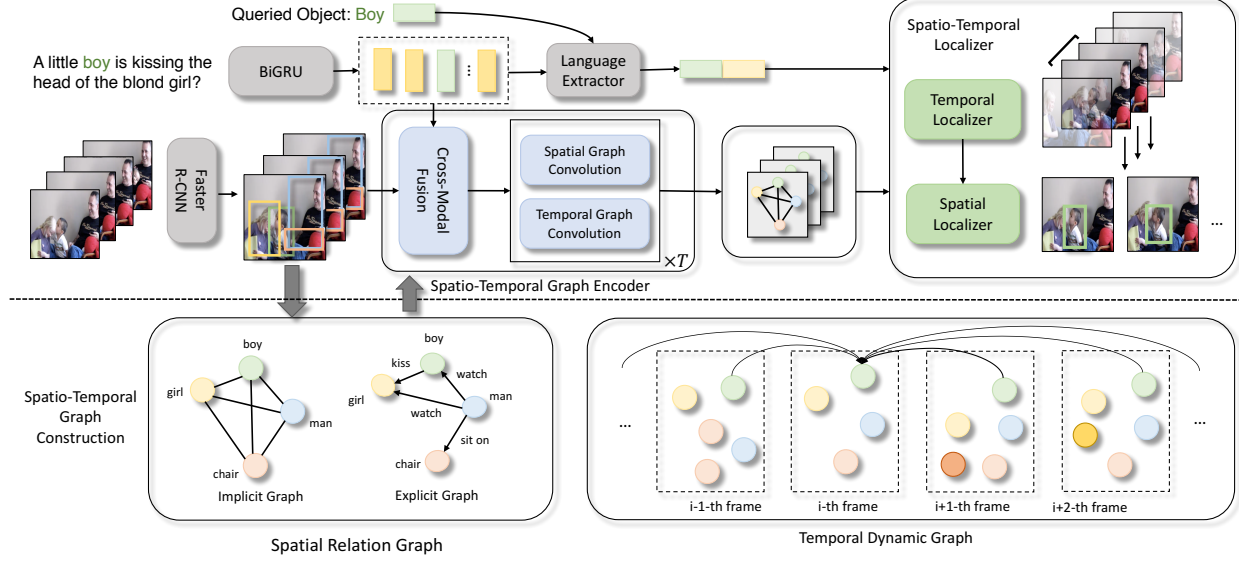 Queried Object: Boy
A little boy is kissing the
head of the blond girl?
BiGRU
...
Language
Extractor
Spatio-Temporal
Localizer
Temporal
Localizer
Spatial
Localizer
...
Faster
R-CNN
Cross-Modal
Fusion
Spatial Graph
Convolution
Temporal Graph
Convolution
×T
Spatio-Temporal Graph Encoder
Spatio-Temporal
Graph
Construction
boy
girl
man
chair
Implicit Graph
boy
kiss
watch
girl
man
watch
sit on
chair
Explicit Graph
Spatial Relation Graph
...
...
i-1-th frame
i-th frame
i+1-th frame
i+2-th frame
Temporal Dynamic Graph